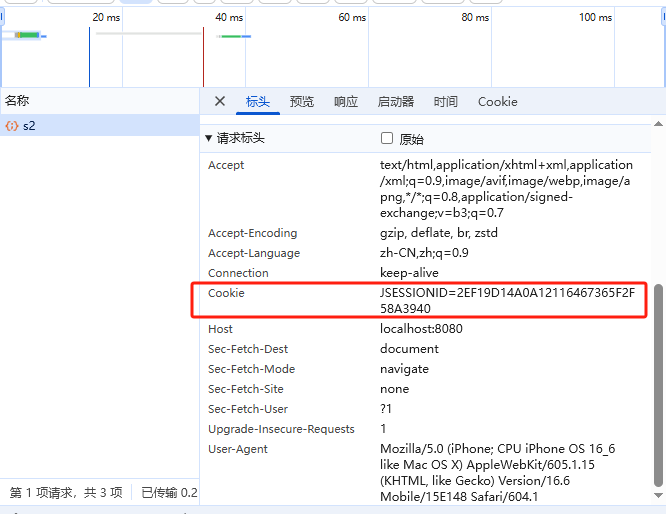 20 ms 40 ms 60 ms 80 ms 100 ms
名称
标头 预览 响应 启动器 时间 Cookie
s2
请求标头 原始
Accept text/html,application/xhtml+xml,application
/xml;q=0.9,image/avif,image/webp,image/a
png,*/*;q=0.8,application/signed-
exchange;v=b3;q=0.7
Accept-Encoding gzip, deflate, br, zstd
Accept-Language zh-CN,zh;q=0.9
Connection keep-alive
Cookie JSESSIONID=2EF19D14A0A12116467365F2F
58A3940
Host localhost:8080
Sec-Fetch-Dest document
Sec-Fetch-Mode navigate
Sec-Fetch-Site none
Sec-Fetch-User ?1
Upgrade-Insecure-Requests 1
User-Agent Mozilla/5.0 (iPhone; CPU iPhone OS 16_6
like Mac OS X) AppleWebKit/605.1.15
(KHTML, like Gecko) Version/16.6
Mobile/15E148 Safari/604.1
第 1 项请求，共 3 项 已传输 0.2